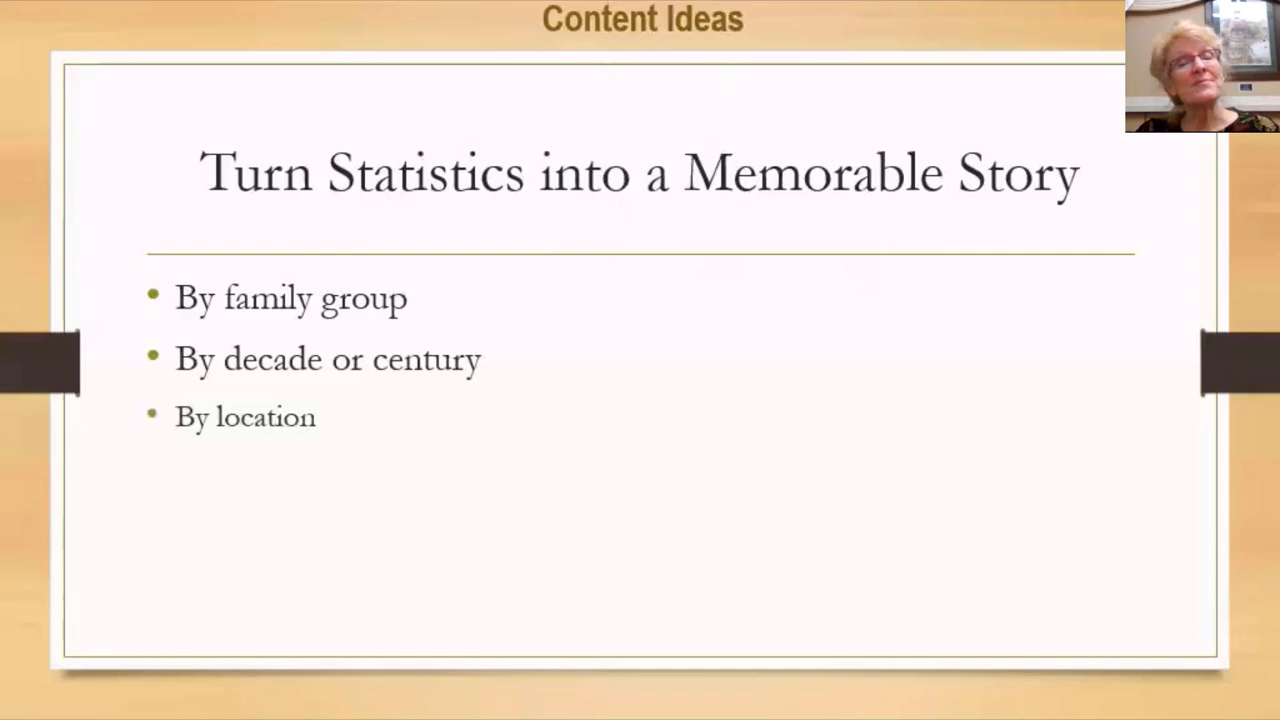 Content Ideas
Turn Statistics into a Memorable Story
By family group
By decade or century
By location